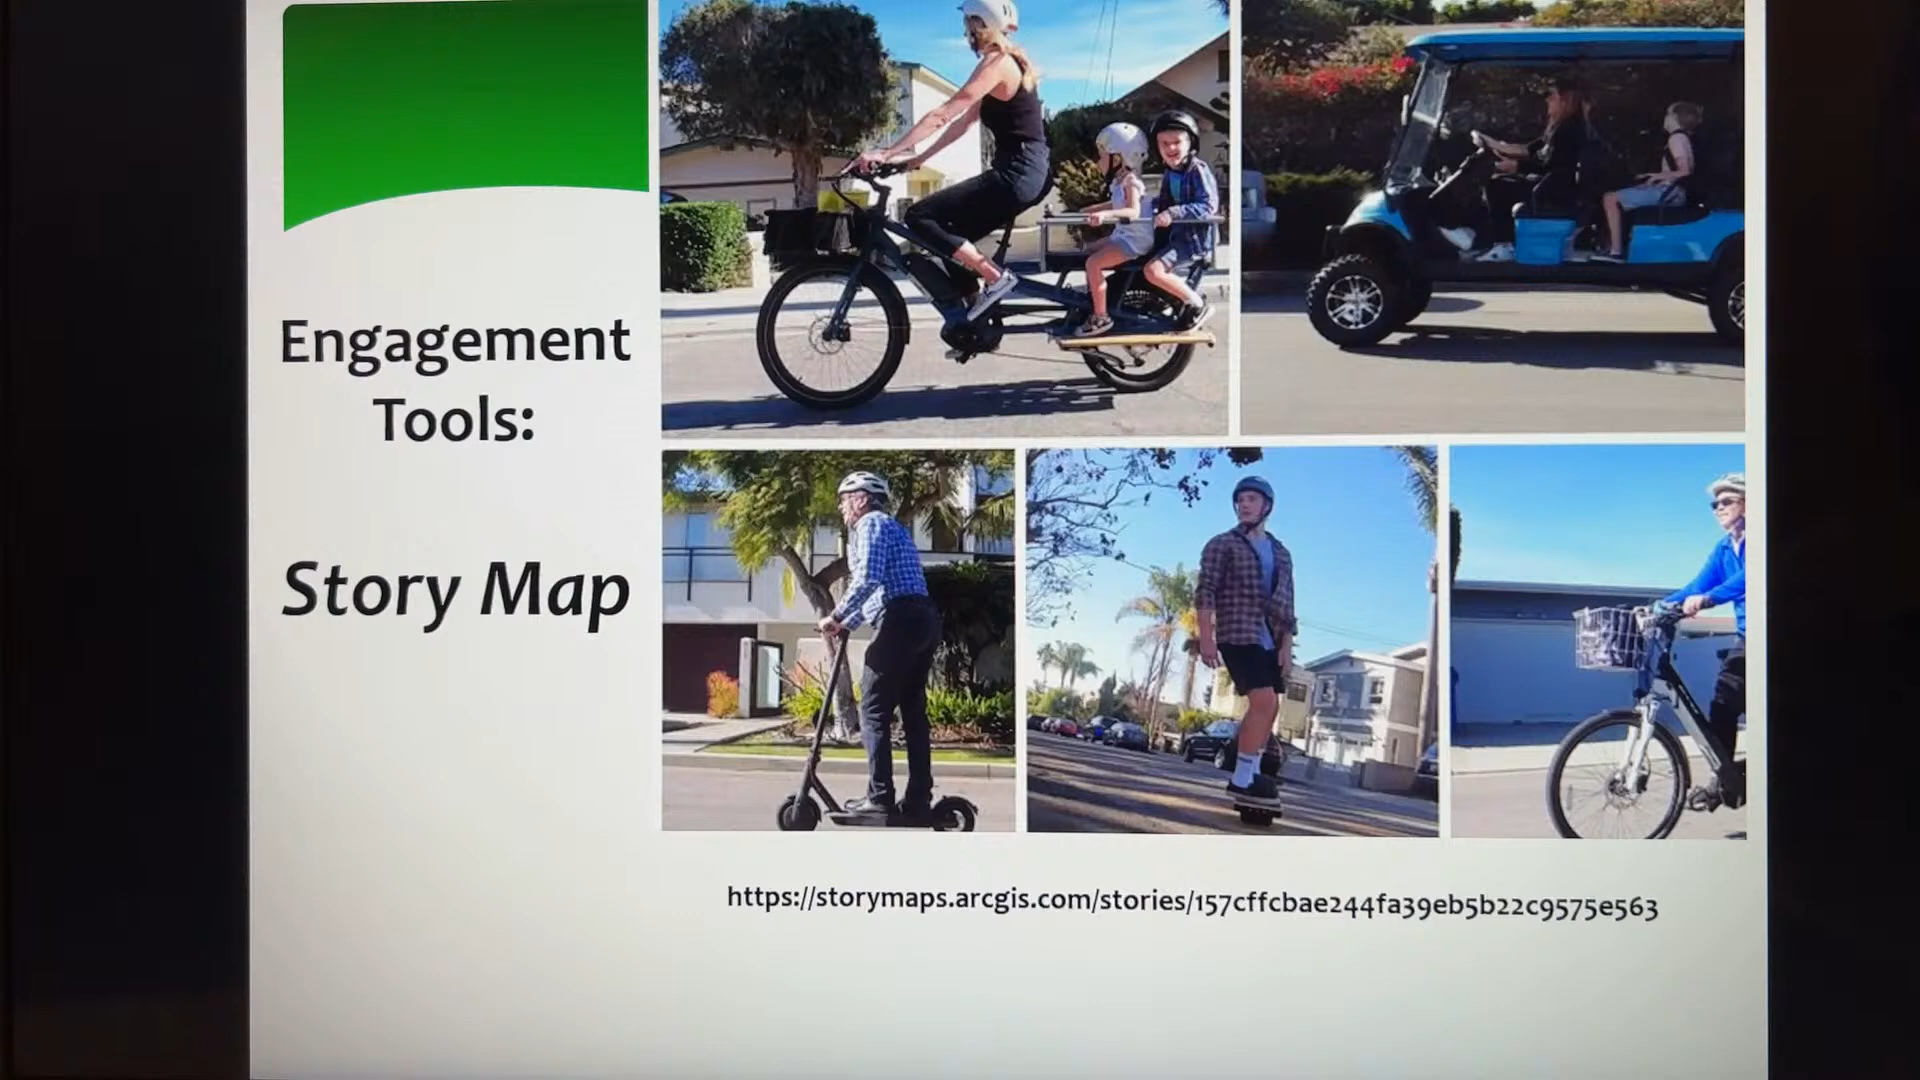 Engagement
Tools:
Story Map
https://storymaps.arcgis.com/stories/157cffcbae244fa39eb5b22c9575e563